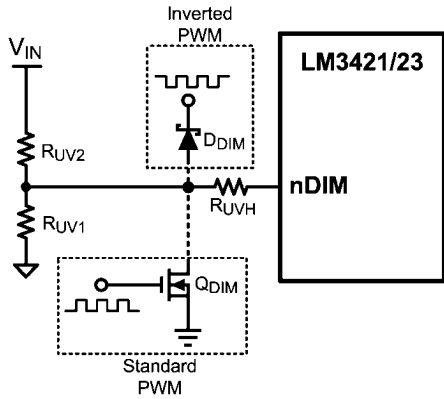 Inverted
PWM
VIN
LM3421/23
DDIM
RUV2
nDIM
RUVH
RUV1
QDIM
Standard
PWM